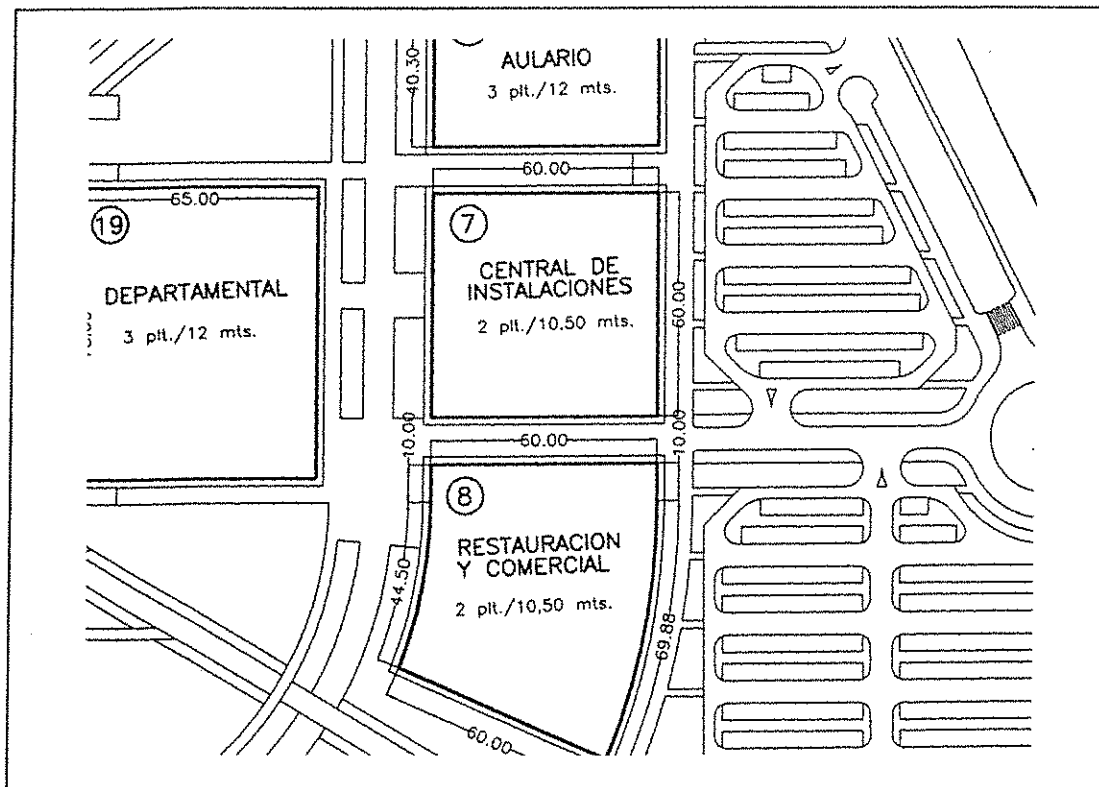 40.30
AULARIO
3 plt./12 mts.
60.00
65.00
19
DEPARTAMENTAL
3 plt./12 mts.
7
CENTRAL DE
INSTALACIONES
2 plt./10,50 mts.
60.00
10.00
60.00
10.00
8
RESTAURACION
Y COMERCIAL
2 plt./10,50 mts.
44.50
69.88
60.00